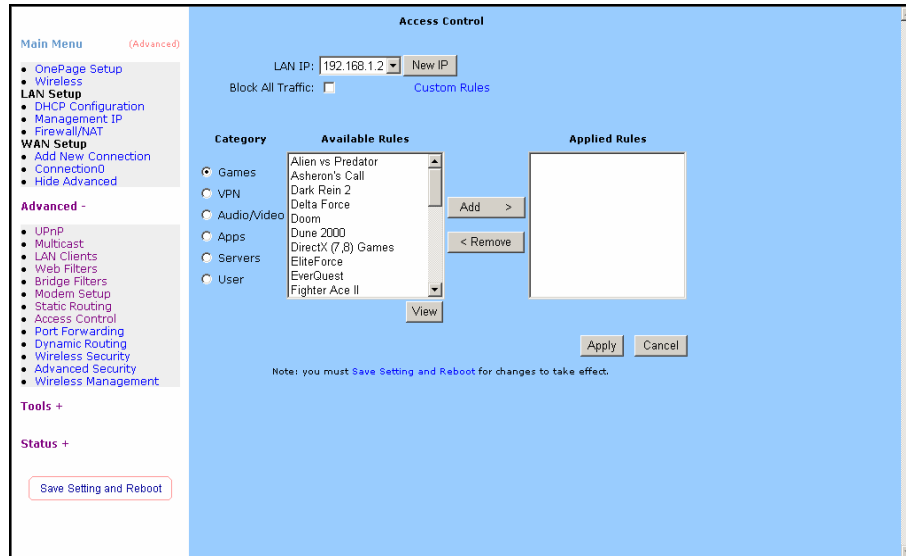 Main Menu (Advanced)
OnePage Setup
Wireless
LAN Setup
DHCP Configuration
Management IP
Firewall/NAT
WAN Setup
Add New Connection
Connection0
Hide Advanced
Advanced -
UPnP
Multicast
LAN Clients
Web Filters
Bridge Filters
Modem Setup
Static Routing
Access Control
Port Forwarding
Dynamic Routing
Wireless Security
Advanced Security
Wireless Management
Tools +
Status +
Save Setting and Reboot
Access Control
LAN IP: 192.168.1.2 New IP
Block All Traffic: Custom Rules
Category Available Rules Applied Rules
Games
VPN
Audio/Video
Apps
Servers
User
Alien vs Predator
Asheron's Call
Dark Rein 2
Delta Force
Doom
Dune 2000
DirectX (7,8) Games
EliteForce
EverQuest
Fighter Ace II
Add >
< Remove
View
Apply Cancel
Note: you must Save Setting and Reboot for changes to take effect.